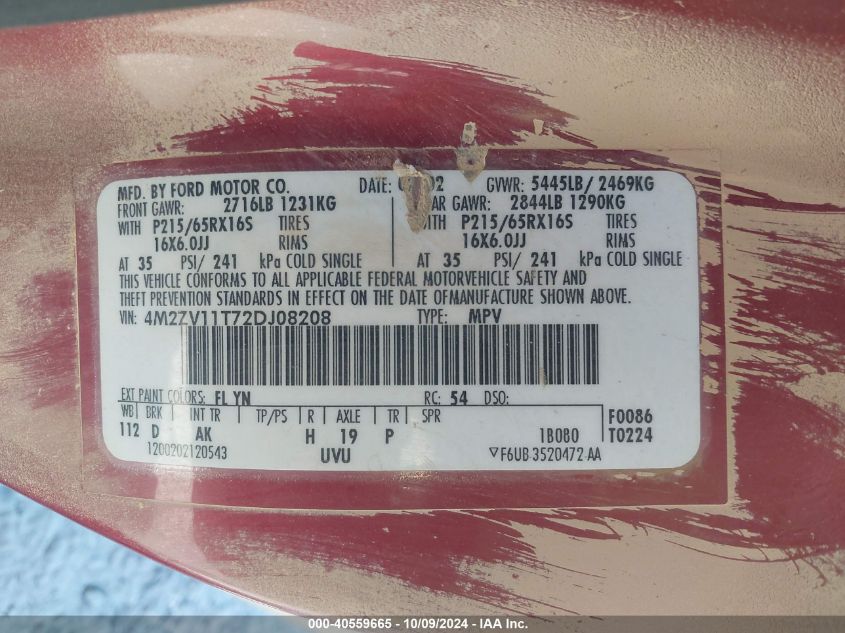 MFD. BY FORD MOTOR CO. DATE: GVWR: 5445LB/ 2469KG
FRONT GAWR: 2716LB 1231KG GAWR: 2844LB 1290KG
WITH P215/65RX16S TIRES WITH P215/65RX16S TIRES
16X6.0JJ RIMS 16X6.0JJ RIMS
AT 35 PSI/ 241 kPa COLD SINGLE AT 35 PSI/ 241 kPa COLD SINGLE
THIS VEHICLE CONFORMS TO ALL APPLICABLE FEDERAL MOTORVEHICLE SAFETY AND
THEFT PREVENTION STANDARDS IN EFFECT ON THE DATE OF MANUFACTURE SHOWN ABOVE.
VIN: 4M2ZV11T72DJ08208 TYPE: MPV
EXT PAINT COLORS: FL YN RC: 54 DSO:
WB BRK INT TR TP/PS R AXLE TR SPR F0086
112 D AK H 19 P 1B080 T0224
1200202120543 UVU F6UB 3520472 AA
000-40559665 - 10/09/2024 - IAA Inc.